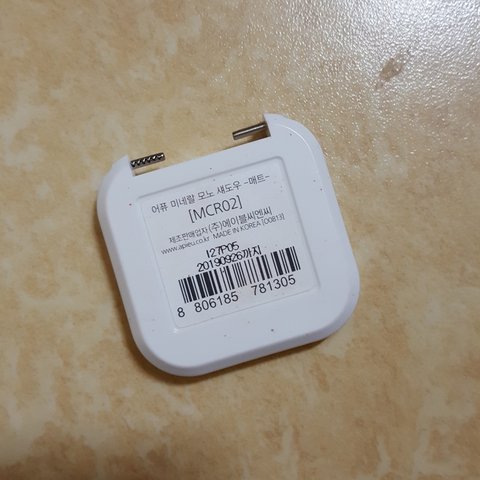 어퓨 미네랄 모노 섀도우 -매트-
[MCR02]
제조판매업자 (주)에이블씨엔씨
www.apieu.co.kr MADE IN KOREA [O0813]
I27P05
20190926까지
8 806185 781305